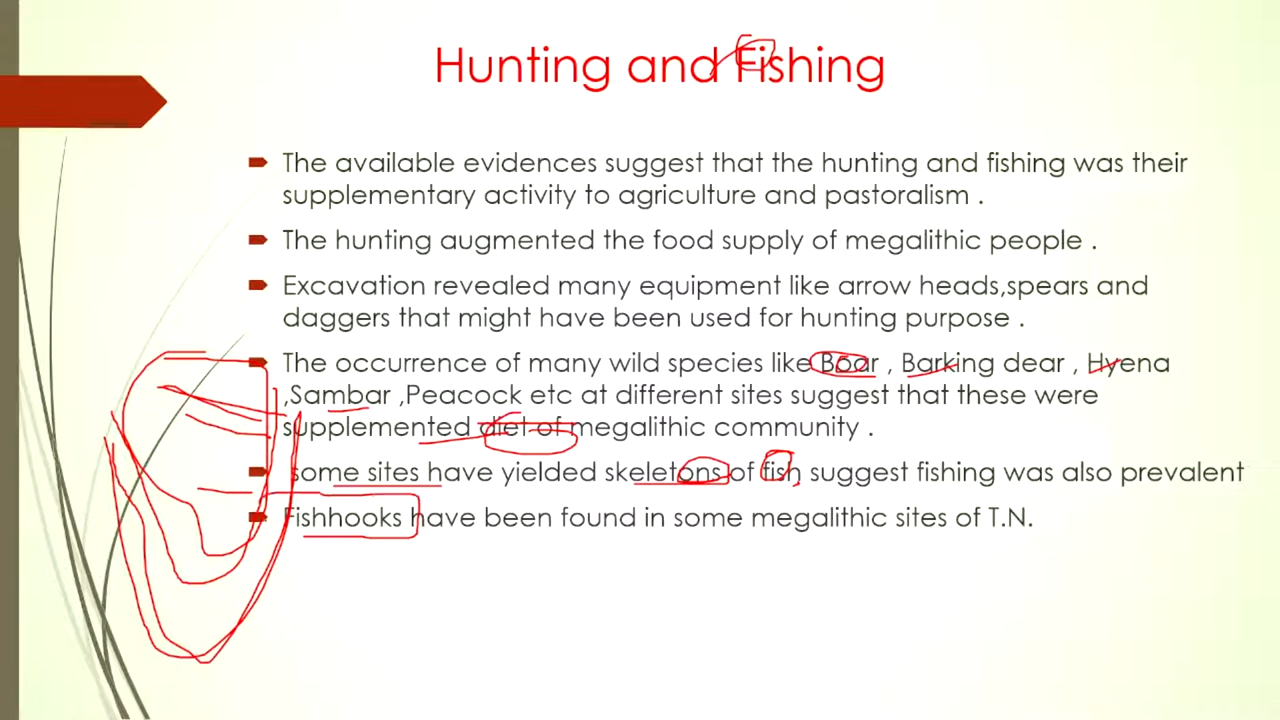 Hunting and Fishing
The available evidences suggest that the hunting and fishing was their
supplementary activity to agriculture and pastoralism .
The hunting augmented the food supply of megalithic people .
Excavation revealed many equipment like arrow heads,spears and
daggers that might have been used for hunting purpose .
The occurrence of many wild species like Boar , Barking dear , Hyena
,Sambar ,Peacock etc at different sites suggest that these were
supplemented diet of megalithic community .
some sites have yielded skeletons of fish, suggest fishing was also prevalent
Fishhooks have been found in some megalithic sites of T.N.